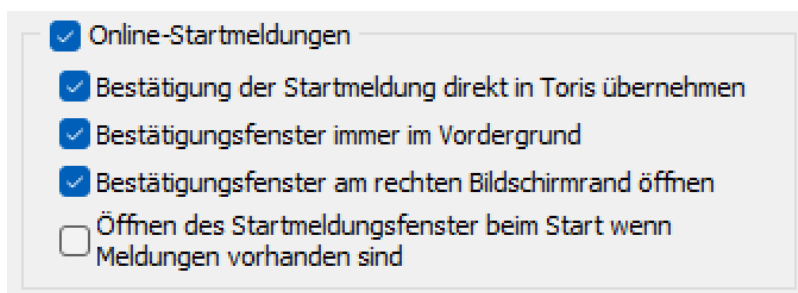 Online-Startmeldungen
Bestätigung der Startmeldung direkt in Toris übernehmen
Bestätigungsfenster immer im Vordergrund
Bestätigungsfenster am rechten Bildschirmrand öffnen
Öffnen des Startmeldungsfenster beim Start wenn
Meldungen vorhanden sind